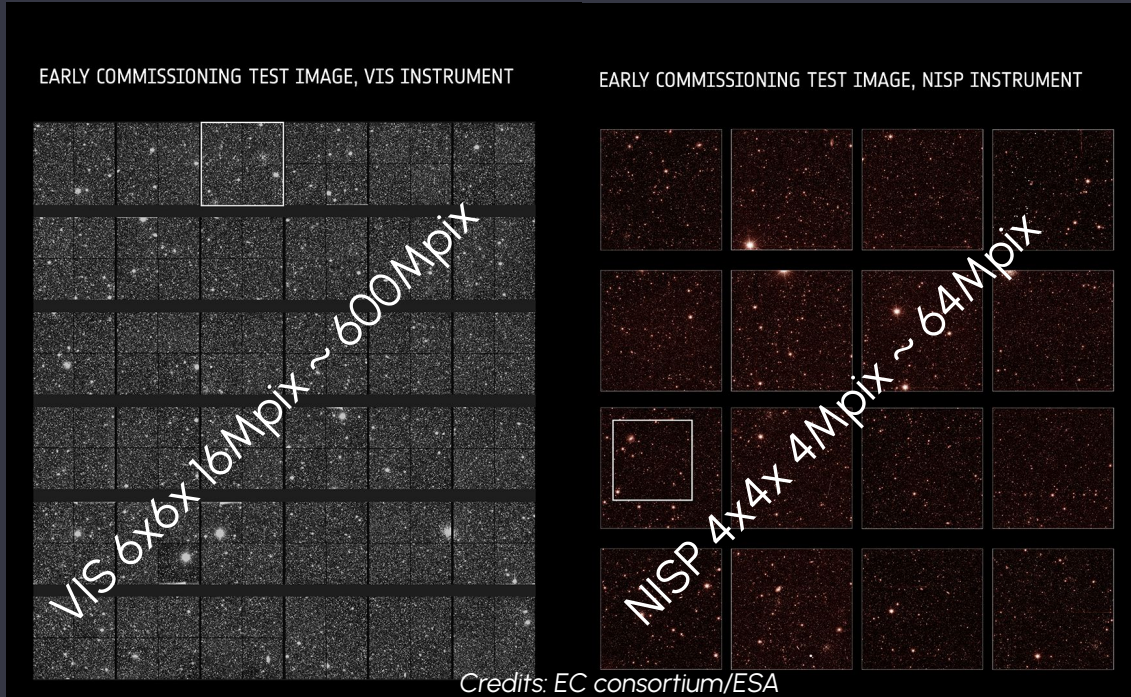 EARLY COMMISSIONING TEST IMAGE, VIS INSTRUMENT
EARLY COMMISSIONING TEST IMAGE, NISP INSTRUMENT
VIS 6x6x 16Mpix ~ 600Mpix
NISP 4x4x 4Mpix ~ 64Mpix
Credits: EC consortium/ESA